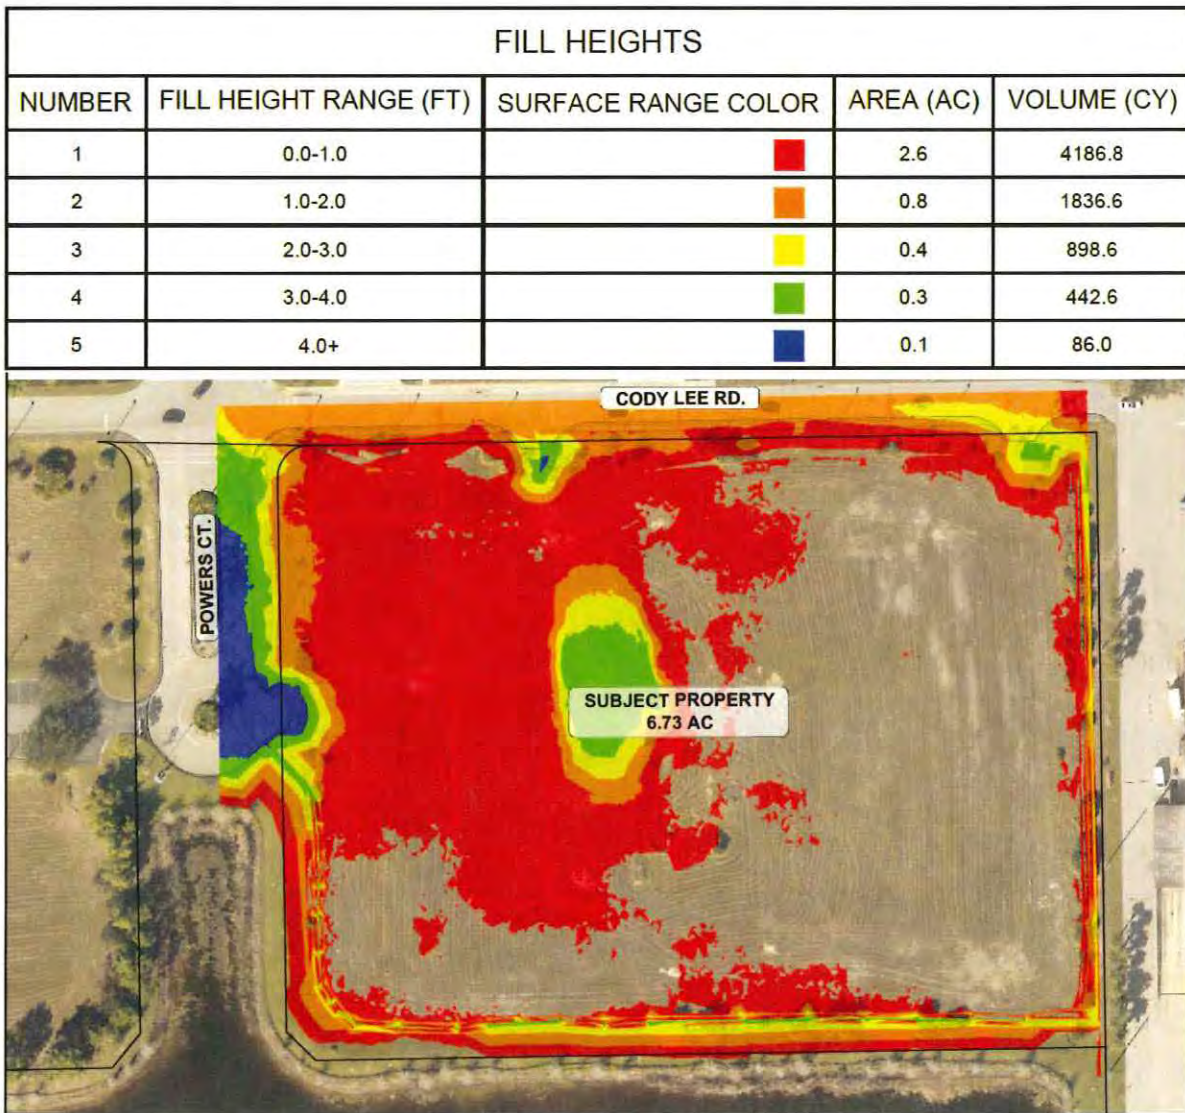 FILL HEIGHTS
NUMBER FILL HEIGHT RANGE (FT) SURFACE RANGE COLOR AREA (AC) VOLUME (CY)
1 0.0-1.0 2.6 4186.8
2 1.0-2.0 0.8 1836.6
3 2.0-3.0 0.4 898.6
4 3.0-4.0 0.3 442.6
5 4.0+ 0.1 86.0
CODY LEE RD.
POWERS CT.
SUBJECT PROPERTY
6.73 AC